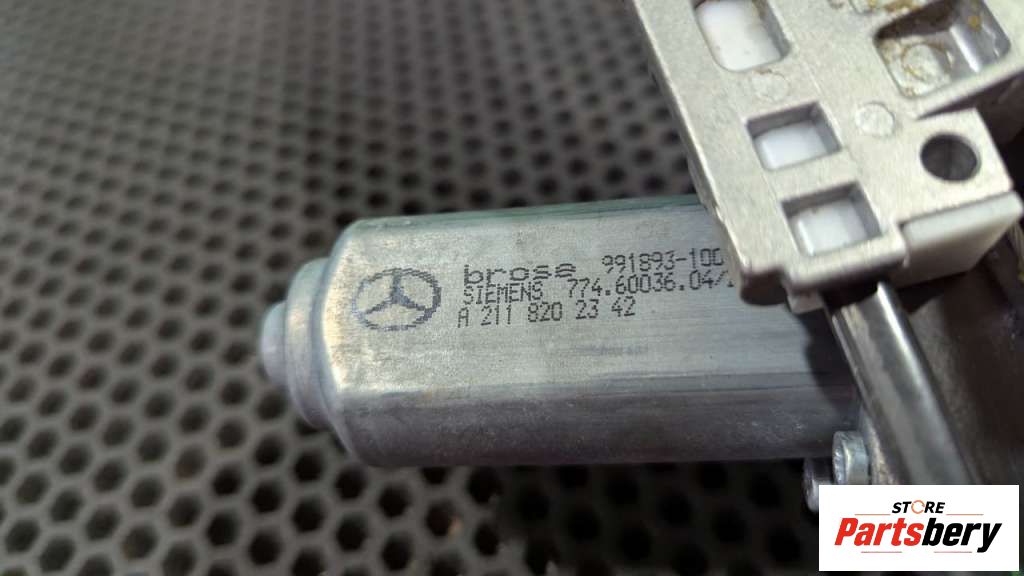 brose 991893-100
SIEMENS 774.60036.04/
A 211 820 23 42
STORE
Partsbery